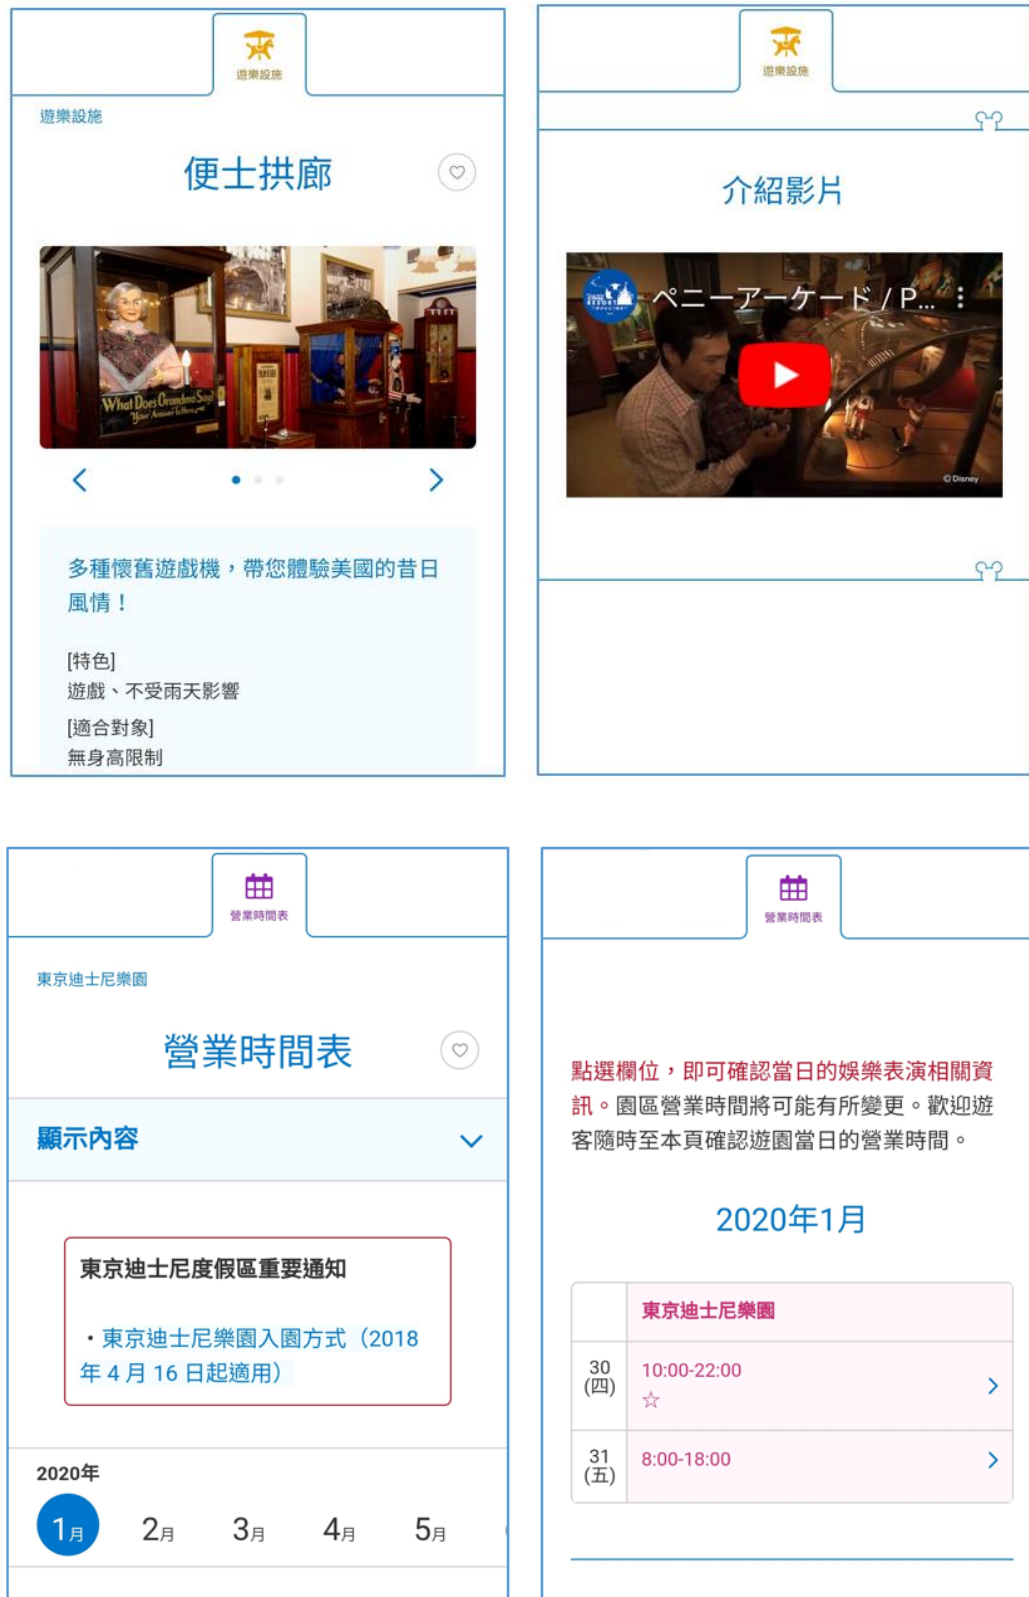 遊樂設施
遊樂設施
便士拱廊
What Does Grandma Say?
Your Answer Is Here
多種懷舊遊戲機，帶您體驗美國的昔日
風情！
[特色]
遊戲、不受雨天影響
[適合對象]
無身高限制
遊樂設施
介紹影片
ペニーアーケード / P...
© Disney
營業時間表
東京迪士尼樂園
營業時間表
顯示內容
東京迪士尼度假區重要通知
・東京迪士尼樂園入園方式（2018
年 4 月 16 日起適用）
2020年
1月 2月 3月 4月 5月
營業時間表
點選欄位，即可確認當日的娛樂表演相關資
訊。園區營業時間將可能有所變更。歡迎遊
客隨時至本頁確認遊園當日的營業時間。
2020年1月
東京迪士尼樂園
30
(四)
10:00-22:00
☆
31
(五)
8:00-18:00